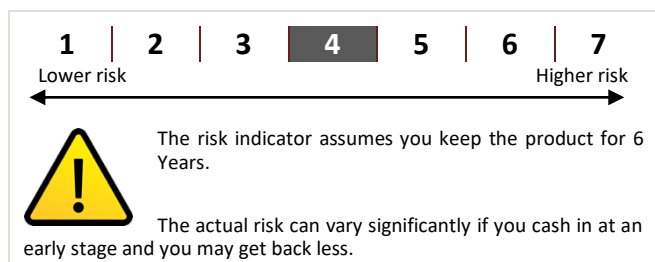 1 2 3 4 5 6 7
Lower risk Higher risk
The risk indicator assumes you keep the product for 6
Years.
The actual risk can vary significantly if you cash in at an
early stage and you may get back less.